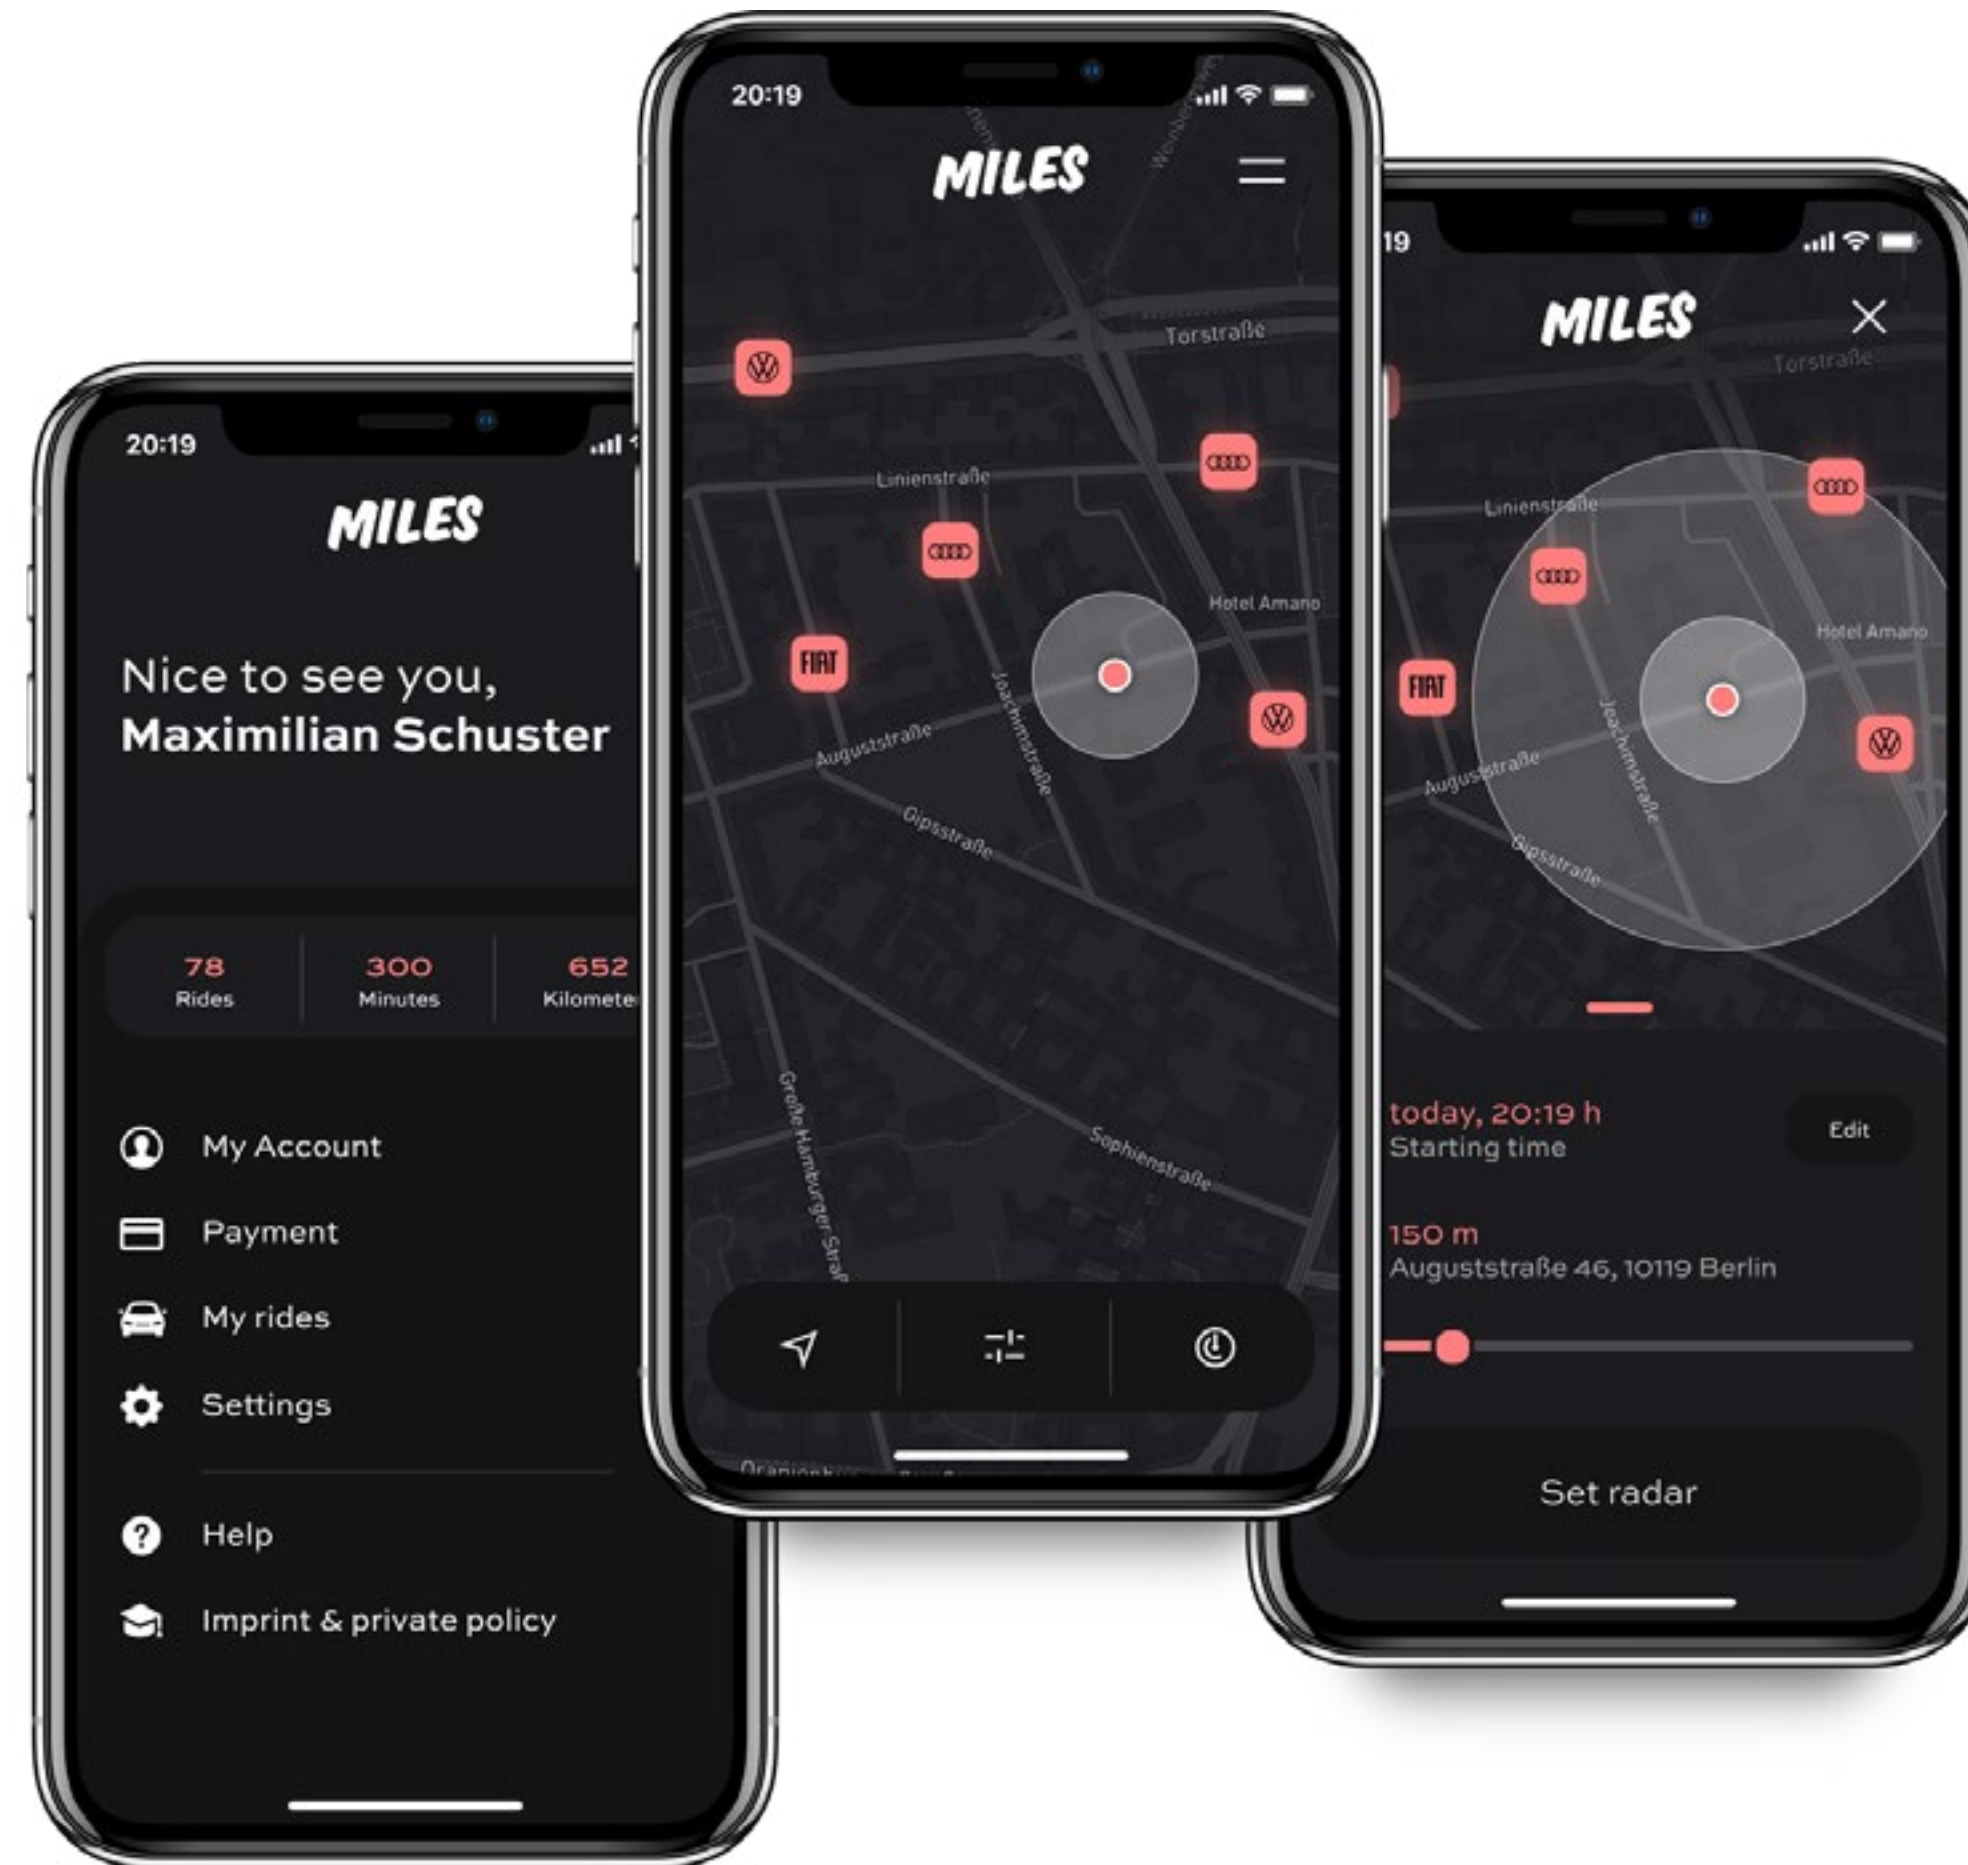 20:19
MILES
Nice to see you,
Maximilian Schuster
78
Rides
300
Minutes
652
My Account
Payment
My rides
Settings
Help
Imprint & private policy
20:19
MILES
Torstraße
Linienstraße
Hotel Amano
FIAT
Joachimstraße
Auguststraße
Gipsstraße
Sophienstraße
Große Hamburger
19
MILES
Torstraße
Linienstraße
Hotel Amano
FIAT
Joachimstraße
Auguststraße
Gipsstraße
today, 20:19 h
Starting time
Edit
150 m
Auguststraße 46, 10119 Berlin
Set radar